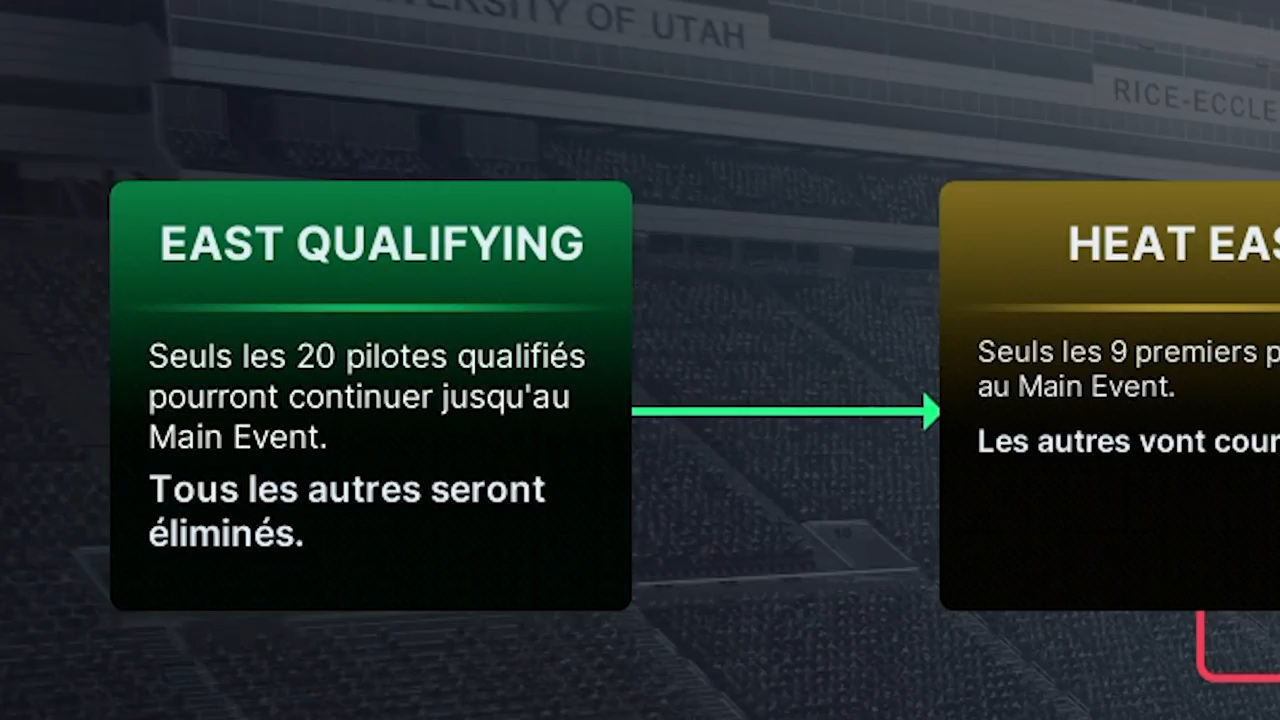 UNIVERSITY OF UTAH
RICE-ECCLE
EAST QUALIFYING
Seuls les 20 pilotes qualifiés
pourront continuer jusqu'au
Main Event.
Tous les autres seront
éliminés.
HEAT EAS
Seuls les 9 premiers p
au Main Event.
Les autres vont cour